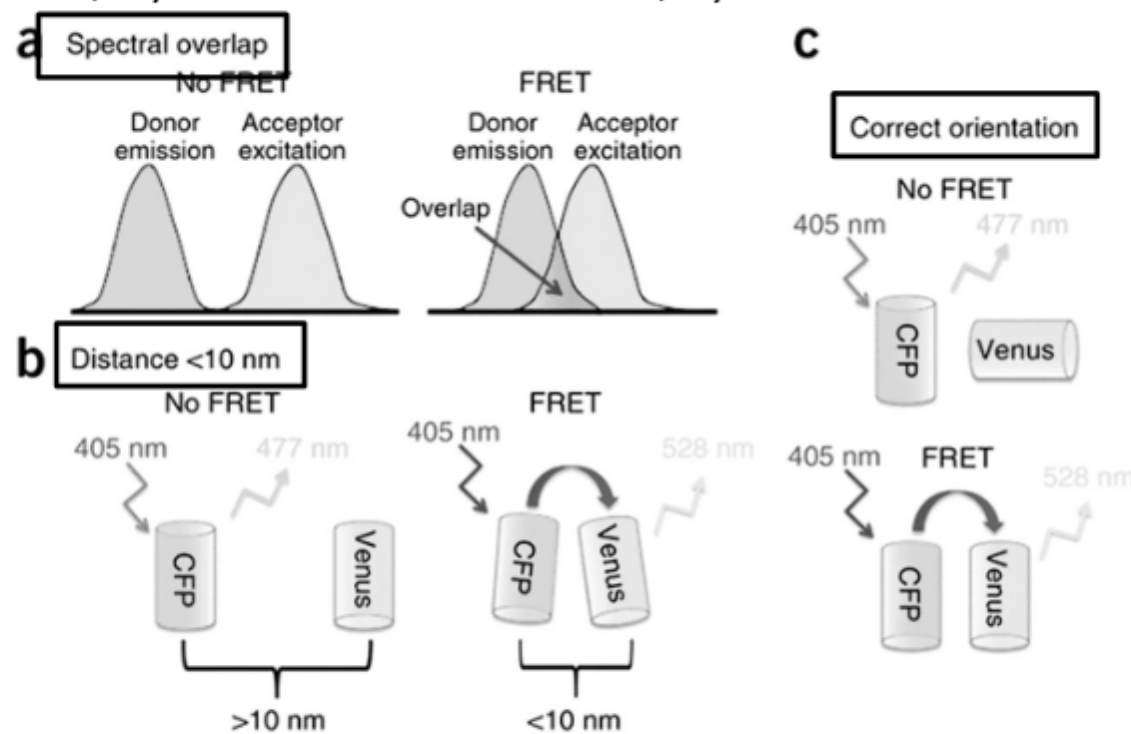 a
Spectral overlap
No FRET
Donor
emission
Acceptor
excitation
FRET
Donor
emission
Acceptor
excitation
Overlap
b
Distance <10 nm
No FRET
405 nm
477 nm
CFP
Venus
>10 nm
FRET
405 nm
528 nm
CFP
Venus
<10 nm
c
Correct orientation
No FRET
405 nm
477 nm
CFP
Venus
FRET
405 nm
528 nm
CFP
Venus